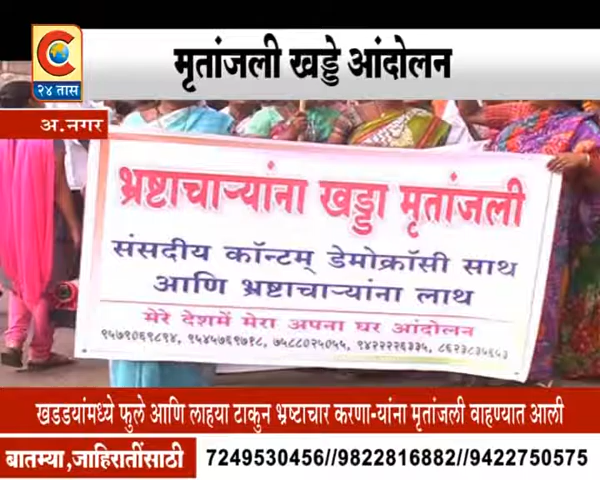 C
२४ तास
मृतांजली खड्डे आंदोलन
अ.नगर
भ्रष्टाचाऱ्यांना खड्डा मृतांजली
संसदीय कॉन्टम् डेमोक्रॉसी साथ
आणि भ्रष्टाचाऱ्यांना लाथ
मेरे देशमें मेरा अपना घर आंदोलन
खडडयांमध्ये फुले आणि लाहया टाकुन भ्रष्टाचार करणा-यांना मृतांजली वाहण्यात आली
बातम्या,जाहिरातींसाठी
7249530456//9822816882//9422750575